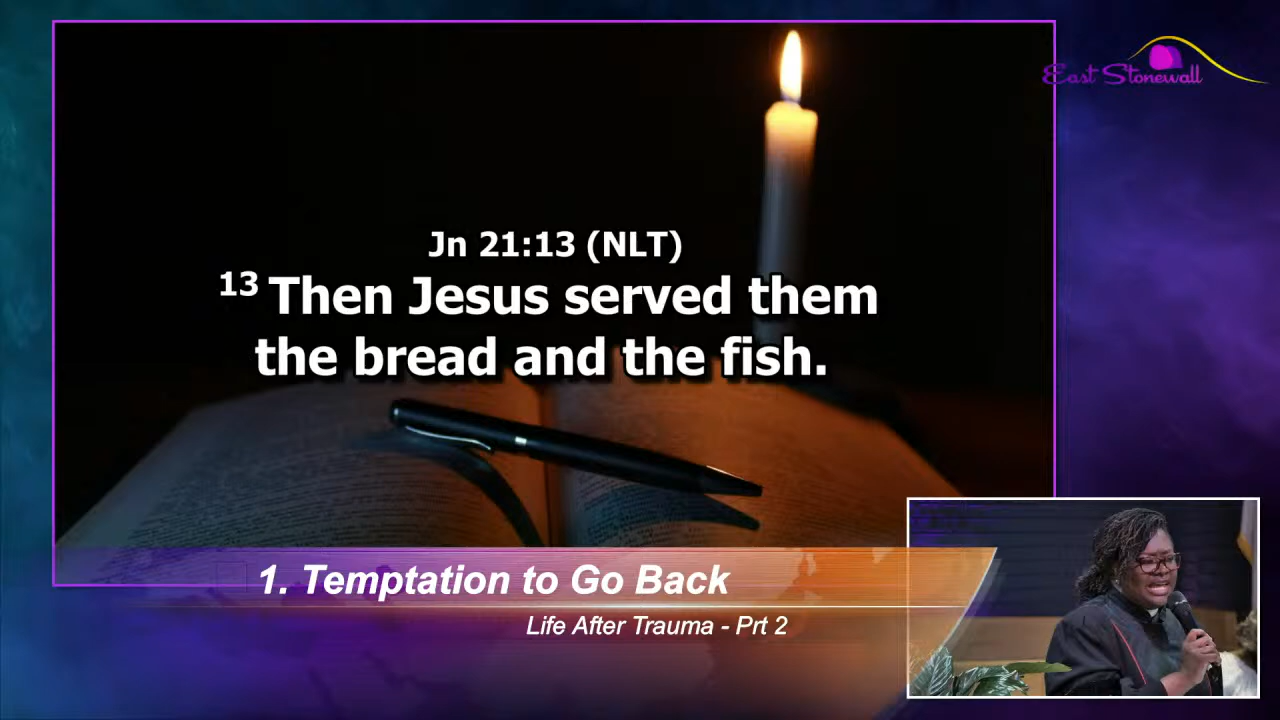 East Stonewall
Jn 21:13 (NLT)
13 Then Jesus served them
the bread and the fish.
1. Temptation to Go Back
Life After Trauma - Prt 2